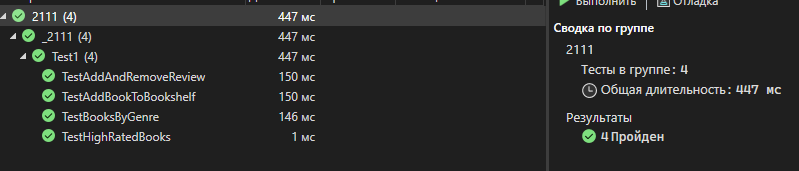 2111 (4) 447 мс
_2111 (4) 447 мс
Test1 (4) 447 мс
TestAddAndRemoveReview 150 мс
TestAddBookToBookshelf 150 мс
TestBooksByGenre 146 мс
TestHighRatedBooks 1 мс
Выполнить Отладка
Сводка по группе
2111
Тесты в группе: 4
Общая длительность: 447 мс
Результаты
4 Пройден